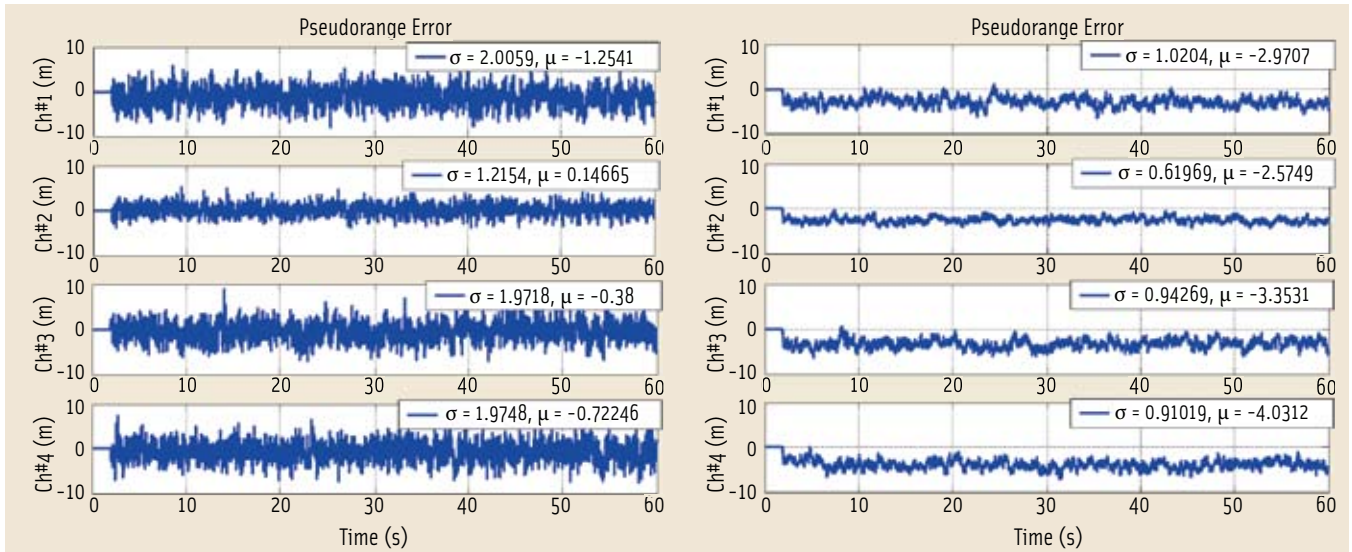 Pseudorange Error
σ = 2.0059, μ = -1.2541
Ch#1 (m)
10
0
-10
0 10 20 30 40 50 60
σ = 1.2154, μ 0.14665
Ch#2 (m)
10
0
-10
0 10 20 30 40 50 60
σ = 1.9718, μ = -0.38
Ch#3 (m)
10
0
-10
0 10 20 30 40 50 60
σ = 1.9748, μ = -0.72246
Ch#4 (m)
10
0
-10
0 10 20 30 40 50 60
Time (s)
Pseudorange Error
σ = 1.0204, μ = -2.9707
Ch#1 (m)
10
0
-10
0 10 20 30 40 50 60
σ = 0.61969, μ = -2.5749
Ch#2 (m)
10
0
-10
0 10 20 30 40 50 60
σ = 0.94269, μ = -3.3531
Ch#3 (m)
10
0
-10
0 10 20 30 40 50 60
σ = 0.91019, μ = -4.0312
Ch#4 (m)
10
0
-10
0 10 20 30 40 50 60
Time (s)